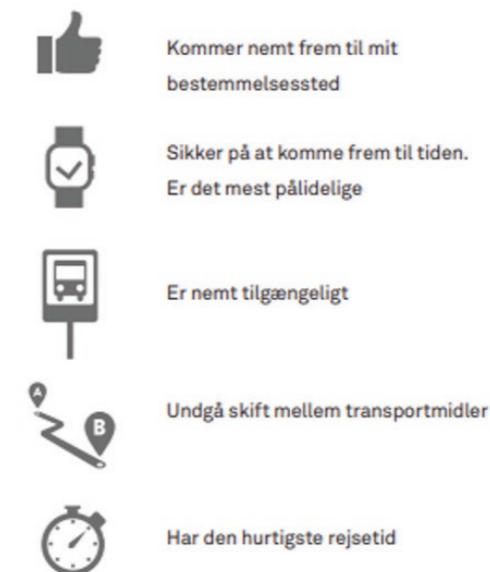 Kommer nemt frem til mit
bestemmelsessted
Sikker på at komme frem til tiden.
Er det mest pålidelige
Er nemt tilgængeligt
A
B
Undgå skift mellem transportmidler
Har den hurtigste rejsetid